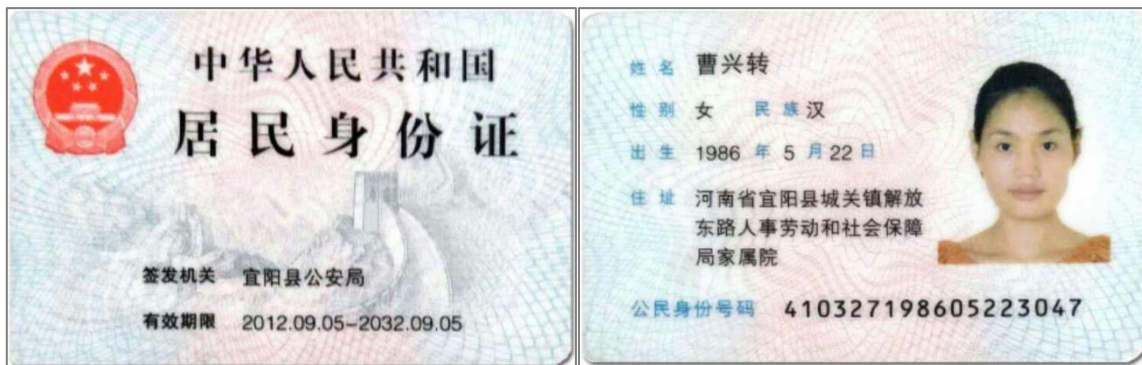 中华人民共和国
居民身份证
签发机关 宜阳县公安局
有效期限 2012.09.05-2032.09.05
姓名 曹兴转
性别 女 民族 汉
出生 1986 年 5 月 22 日
住址 河南省宜阳县城关镇解放
东路人事劳动和社会保障
局家属院
公民身份号码 410327198605223047